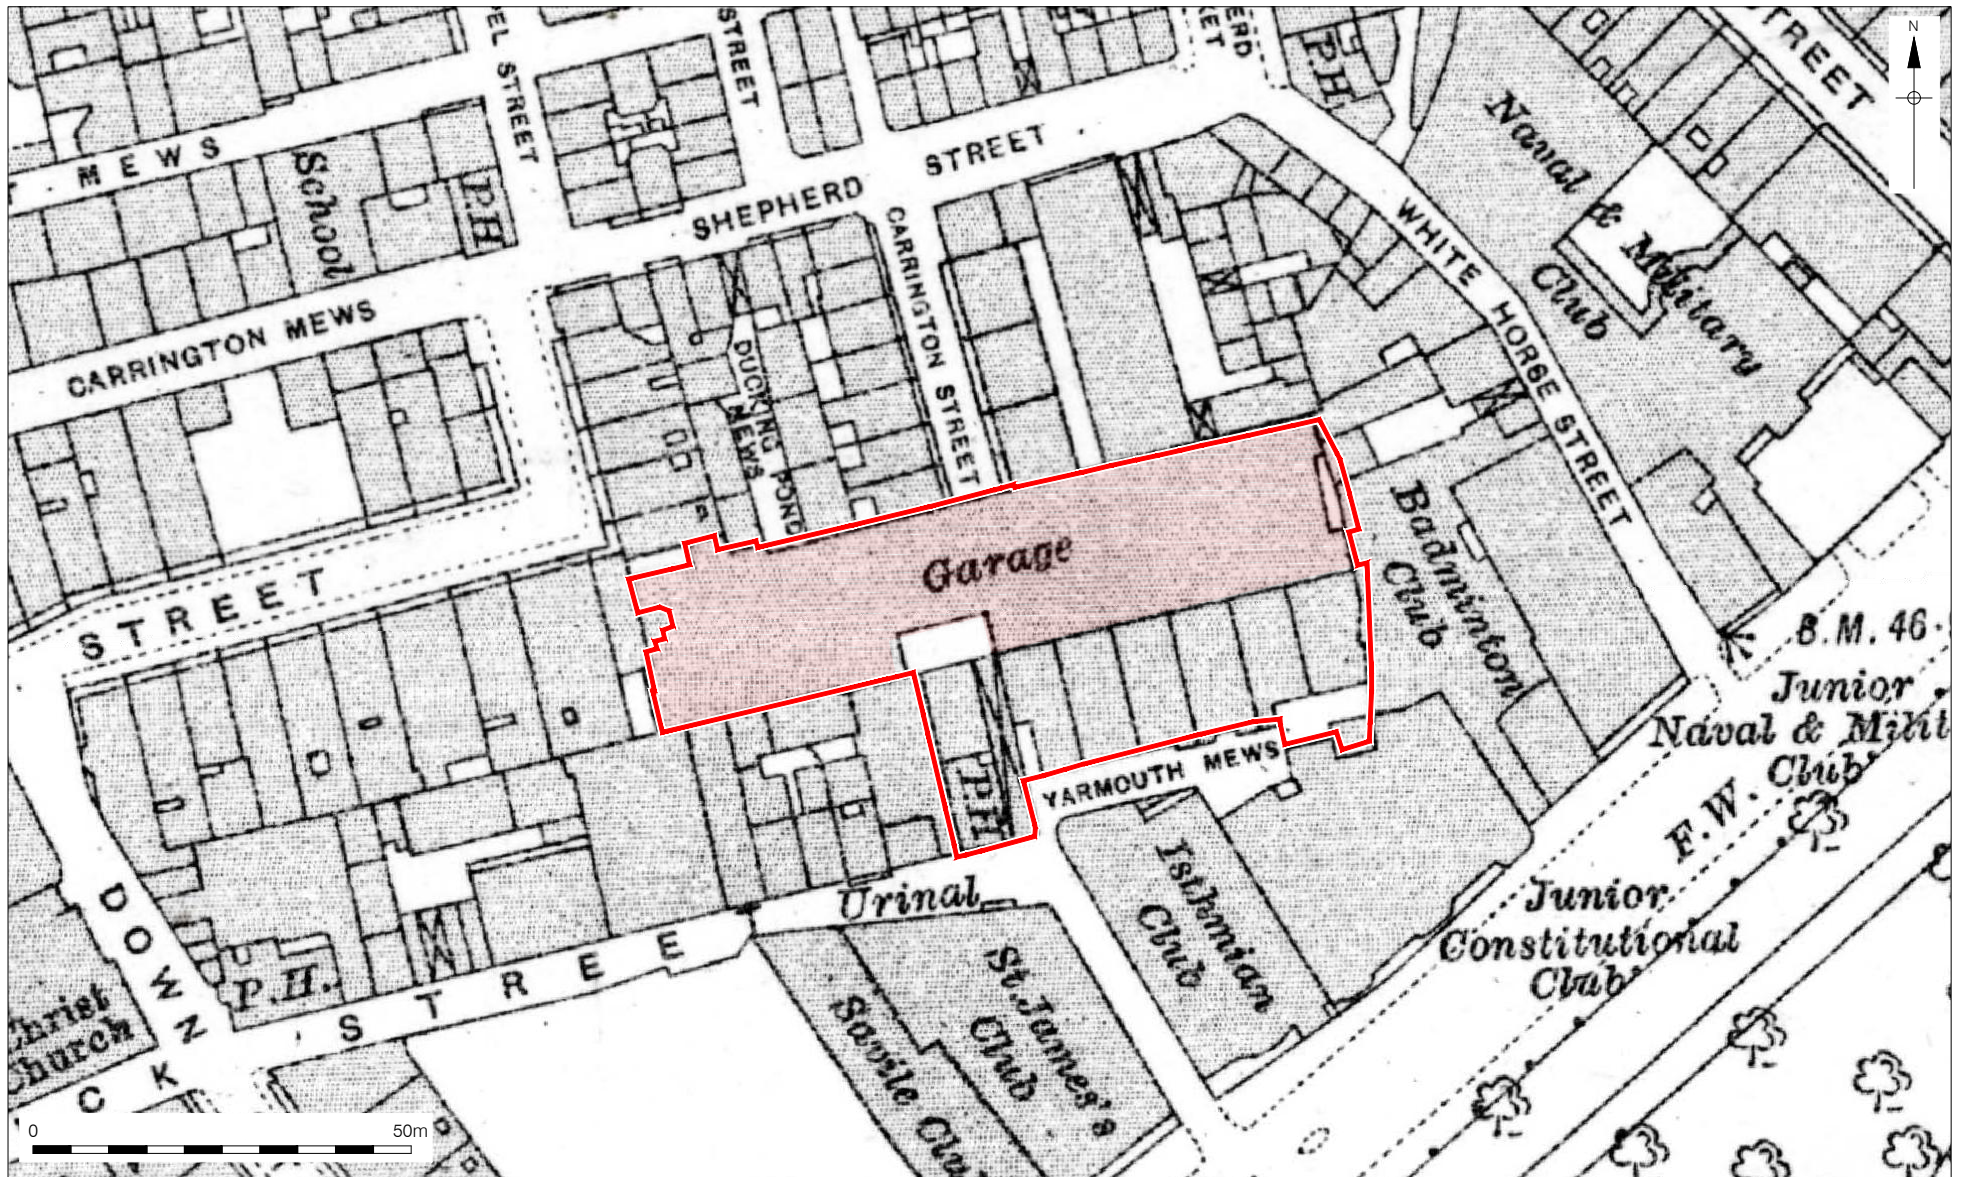 N
STREET
STREET
STREET
P.H.
Naval
& Military
Club
MEWS
School
P.H
SHEPHERD STREET
WHITE HORSE STREET
CARRINGTON MEWS
CARRINGTON STREET
DUCKING POND
MEWS
Garage
Badminton
Club
STREET
B.M. 46.
Junior
Naval & Milit
Club
YARMOUTH MEWS
P.H
F.W.
Isthmian
Club
Urinal
Junior
Constitutional
Club
DOWN
St. James's
Club
Savile
P.H.
STREE
Christ
Church
CK
0
50m